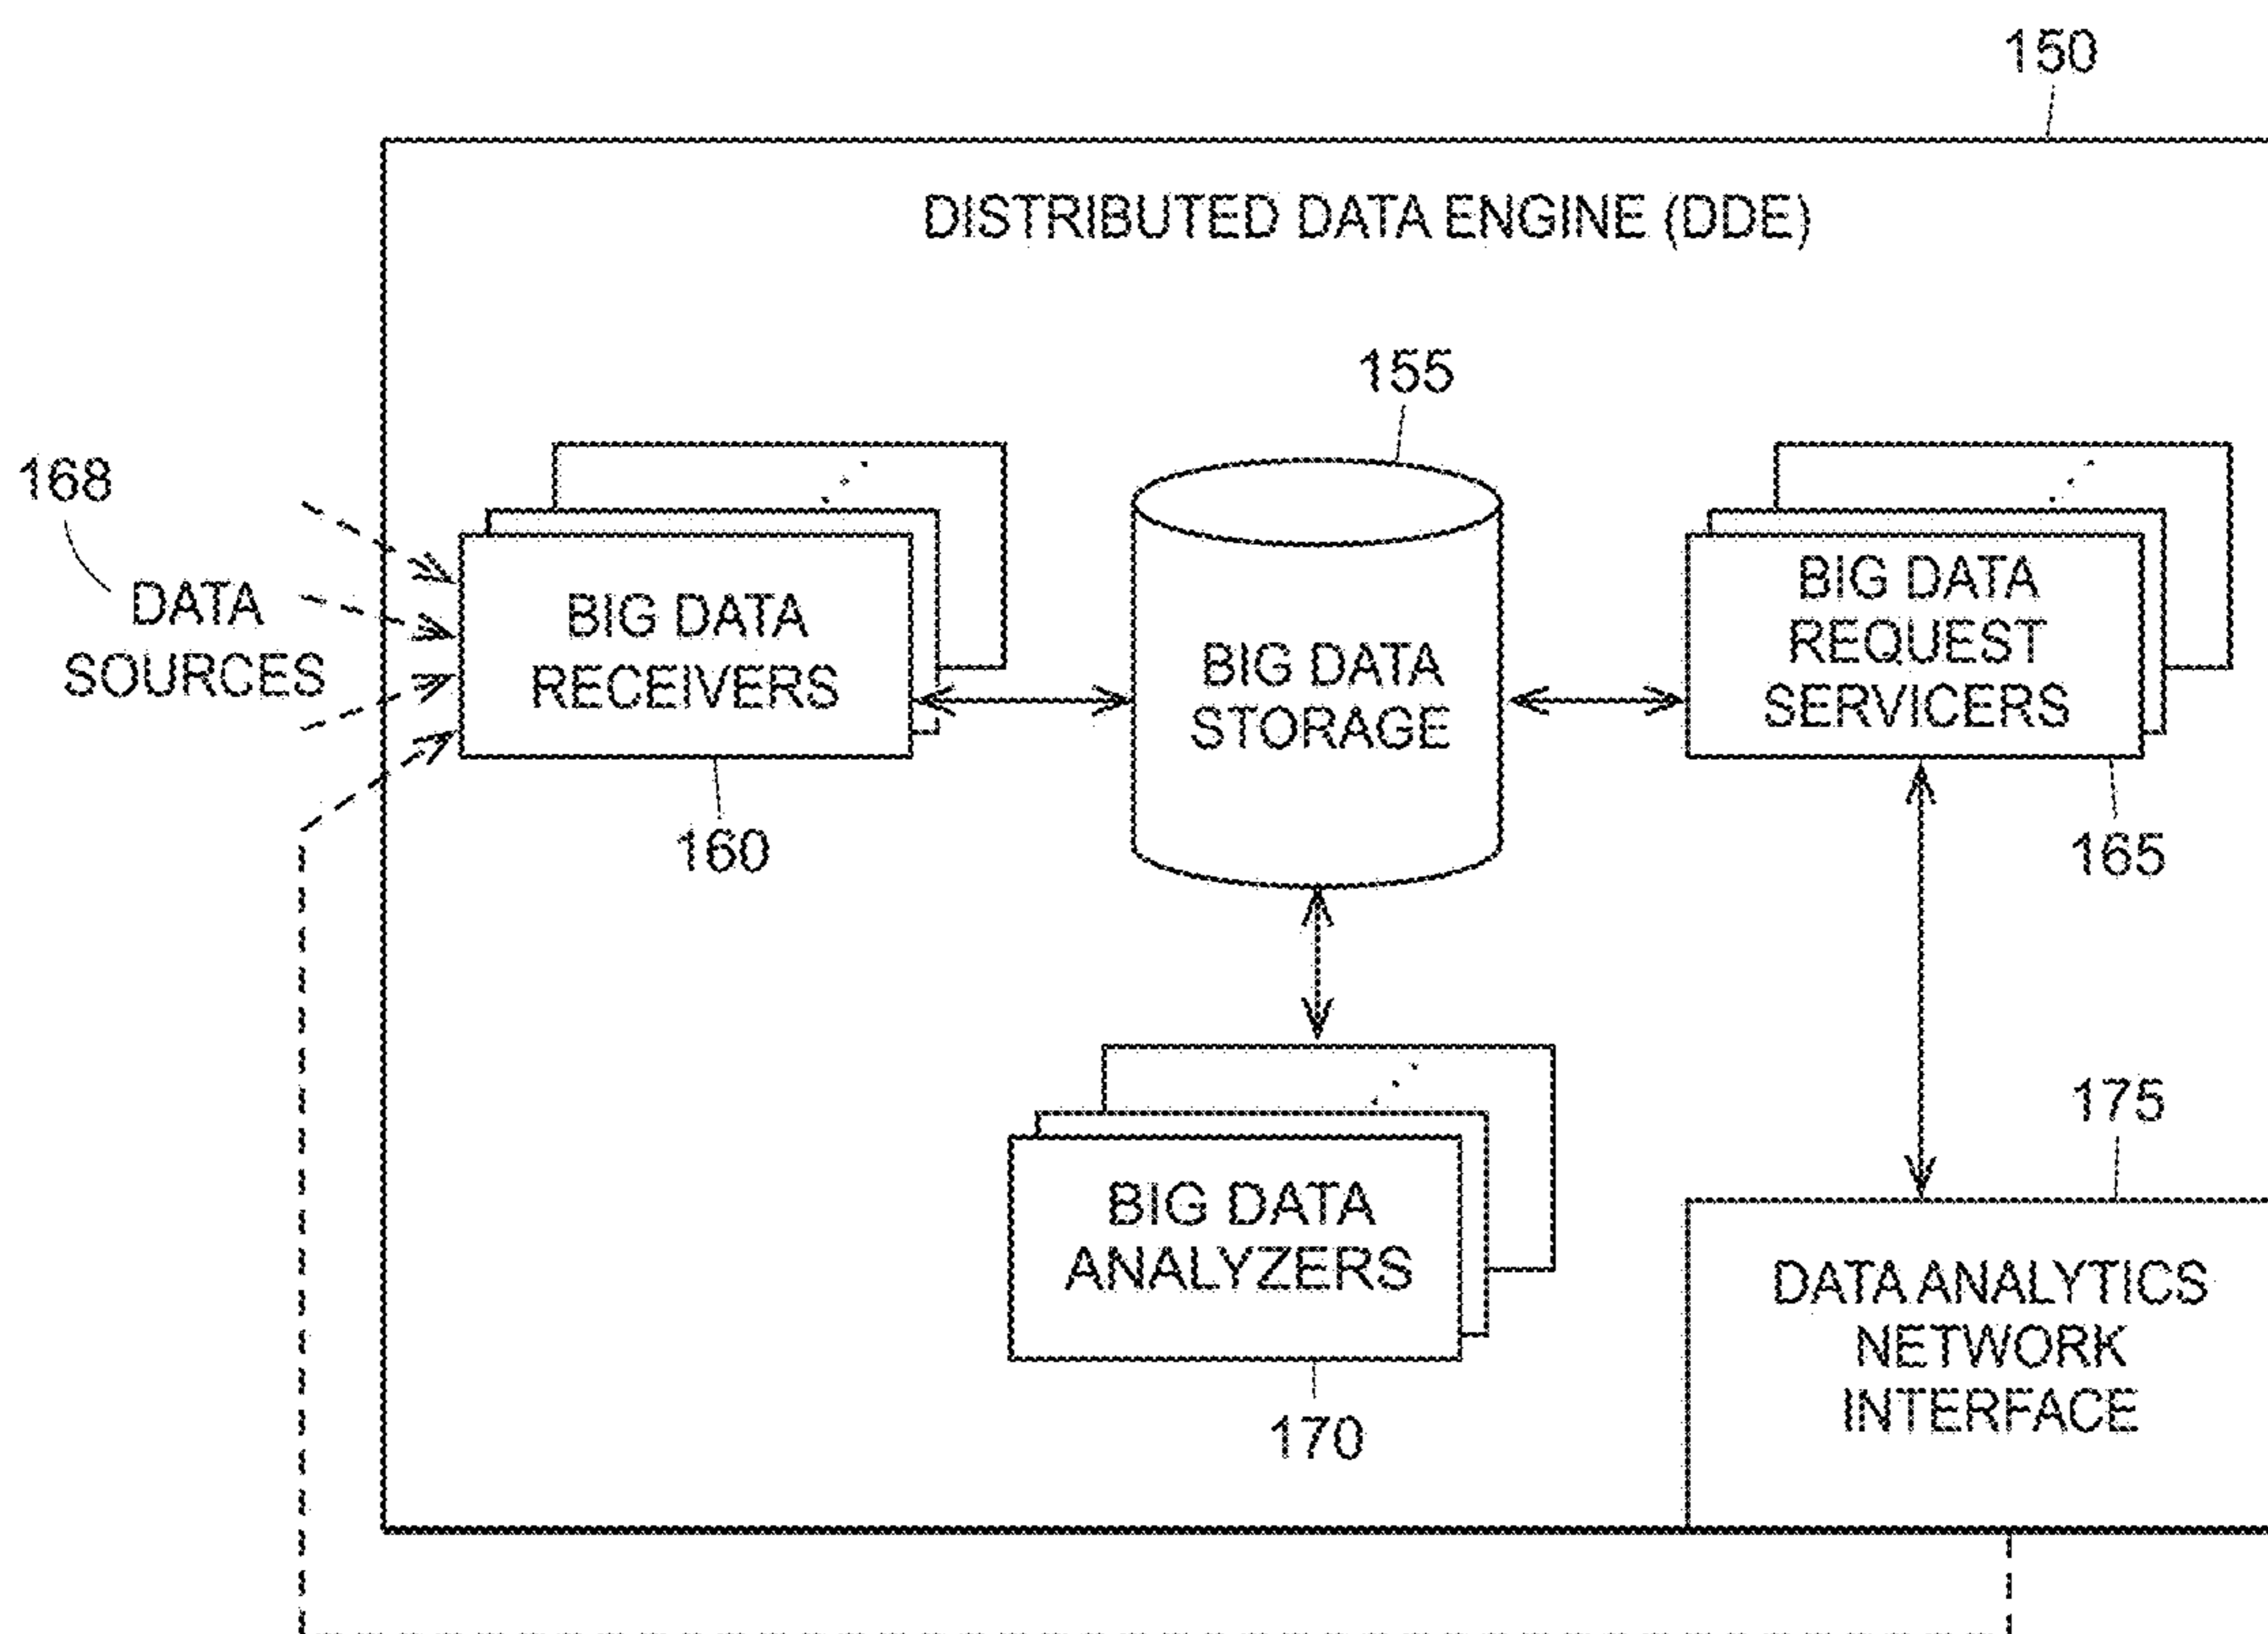 150
DISTRIBUTED DATA ENGINE (DDE)
155
168
DATA
SOURCES
BIG DATA
RECEIVERS
160
BIG DATA
STORAGE
BIG DATA
REQUEST
SERVICERS
165
BIG DATA
ANALYZERS
170
175
DATA ANALYTICS
NETWORK
INTERFACE